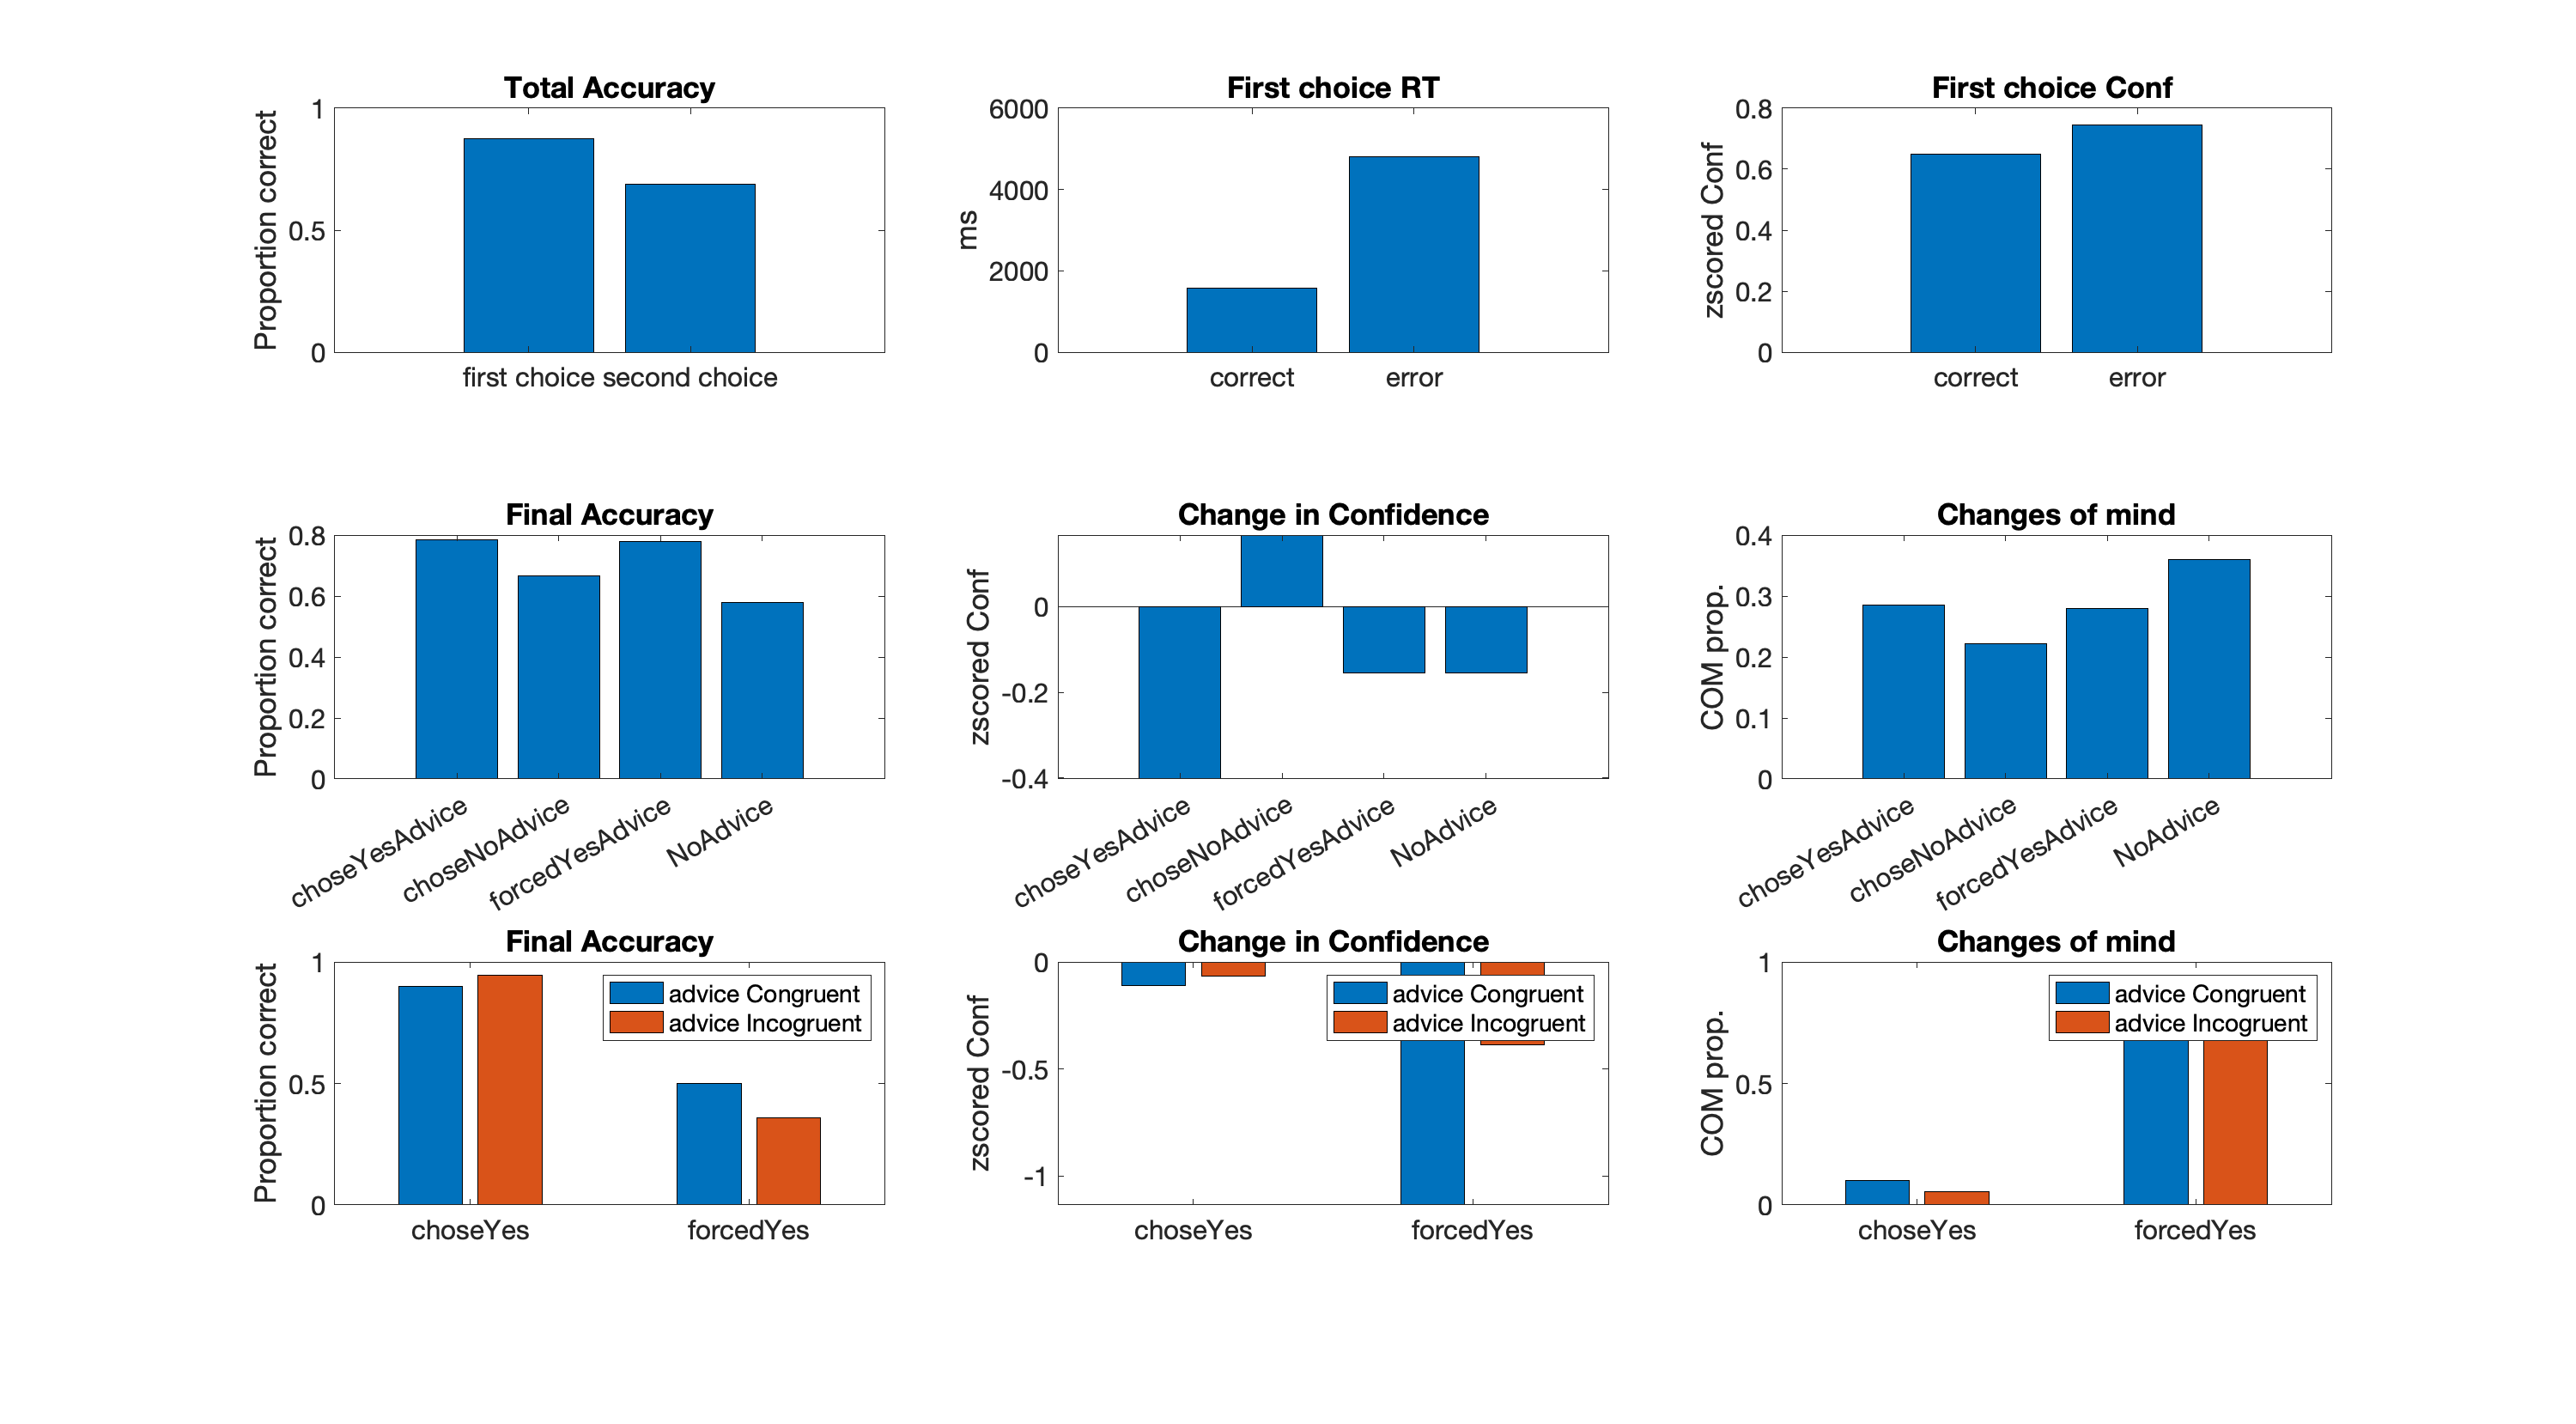 Total Accuracy
Proportion correct
1
0.5
0
first choice second choice
First choice RT
ms
6000
4000
2000
0
correct error
First choice Conf
zscored Conf
0.8
0.6
0.4
0.2
0
correct error
Final Accuracy
Proportion correct
0.8
0.6
0.4
0.2
0
choseYesAdvice
choseNoAdvice
forcedYesAdvice
NoAdvice
Change in Confidence
zscored Conf
0
-0.2
-0.4
choseYesAdvice
choseNoAdvice
forcedYesAdvice
NoAdvice
Changes of mind
COM prop.
0.4
0.3
0.2
0.1
0
choseYesAdvice
choseNoAdvice
forcedYesAdvice
NoAdvice
Final Accuracy
Proportion correct
1
0.5
0
advice Congruent
advice Incogruent
choseYes forcedYes
Change in Confidence
zscored Conf
0
-0.5
-1
advice Congruent
advice Incogruent
choseYes forcedYes
Changes of mind
COM prop.
1
0.5
0
advice Congruent
advice Incogruent
choseYes forcedYes